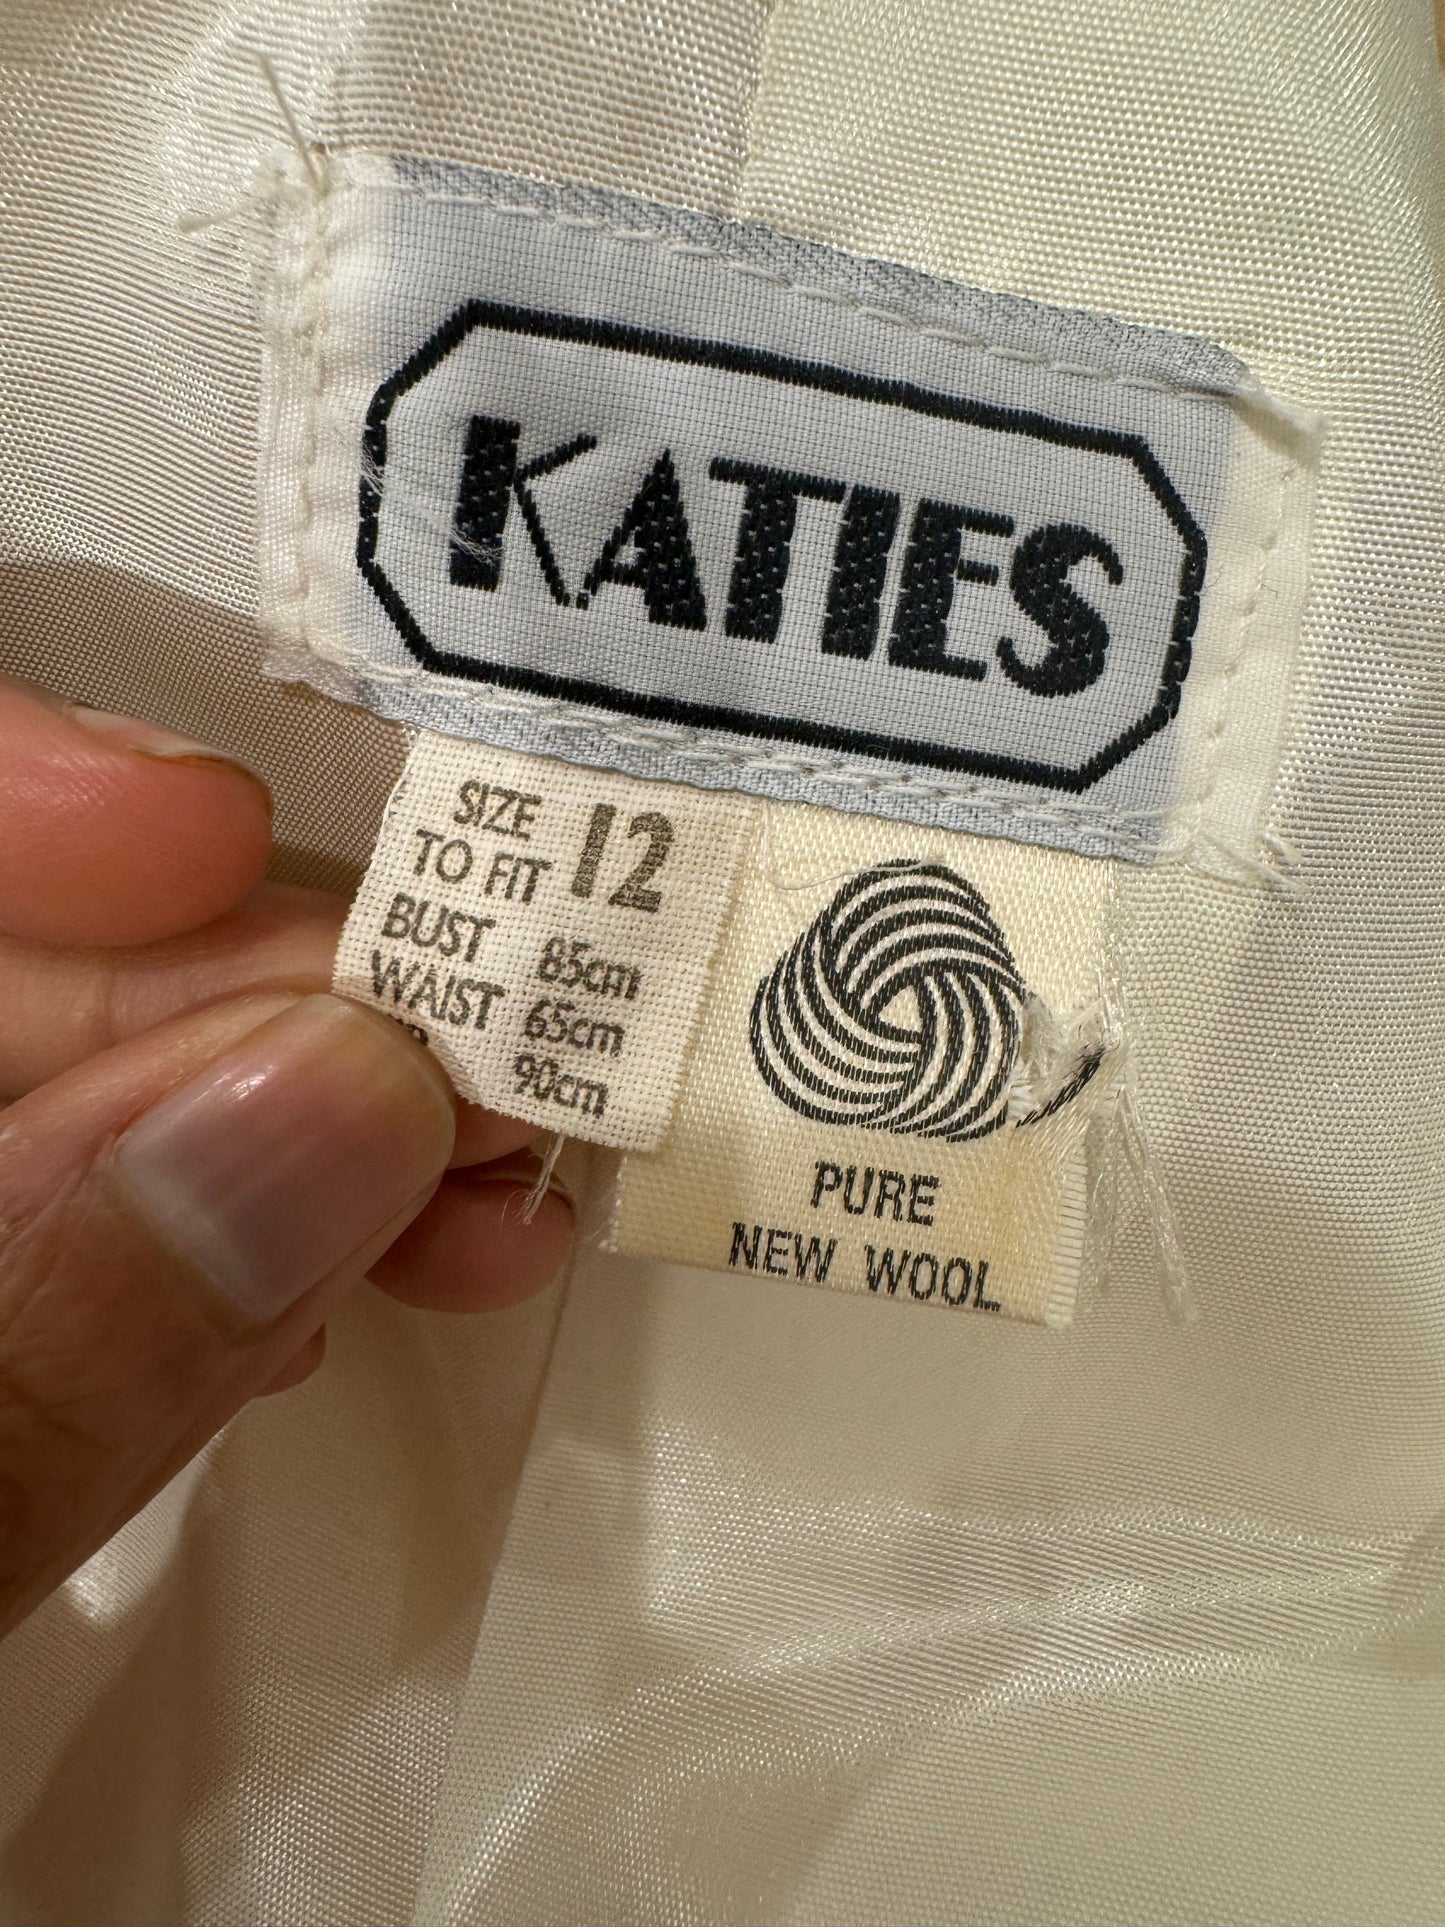 KATIES
SIZE 12
TO FIT
BUST 85cm
WAIST 65cm
90cm
PURE
NEW WOOL